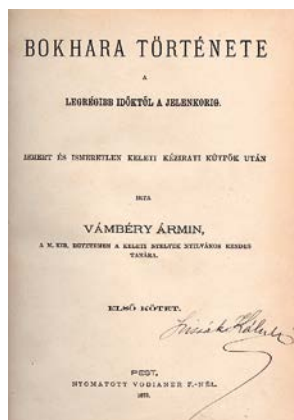 BOKHARA TÖRTÉNETE
A
LEGRÉGIBB IDŐKTŐL A JELENKORIG.
ISMERT ÉS ISMERETLEN KELETI KÉZIRATI KÚTFŐK UTÁN
IRTA
VÁMBÉRY ÁRMIN,
A M. KIR. EGYETEMEN A KELETI NYELVEK NYILVÁNOS RENDES
TANÁRA.
ELSŐ KÖTET.
PEST,
NYOMATOTT VODIANER F.-NÉL.